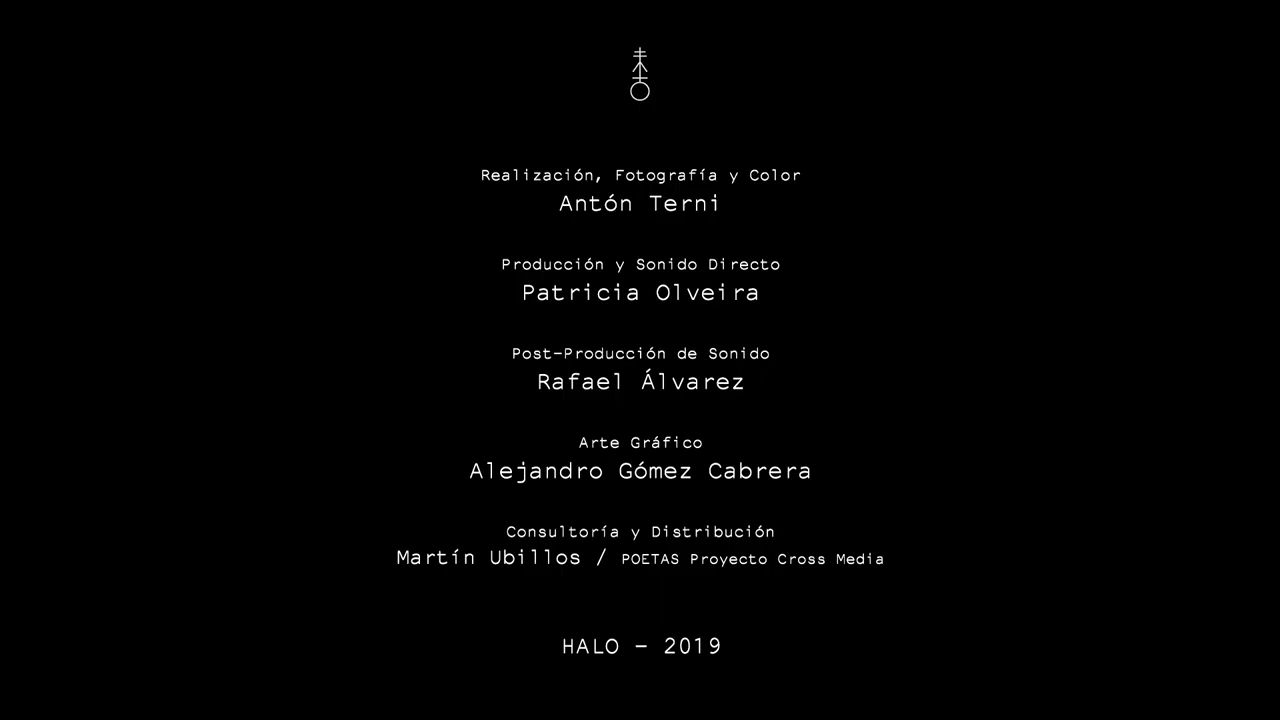 Realización, Fotografía y Color
Antón Terni
Producción y Sonido Directo
Patricia Olveira
Post-Producción de Sonido
Rafael Álvarez
Arte Gráfico
Alejandro Gómez Cabrera
Consultoría y Distribución
Martín Ubillos / POETAS Proyecto Cross Media
HALO - 2019